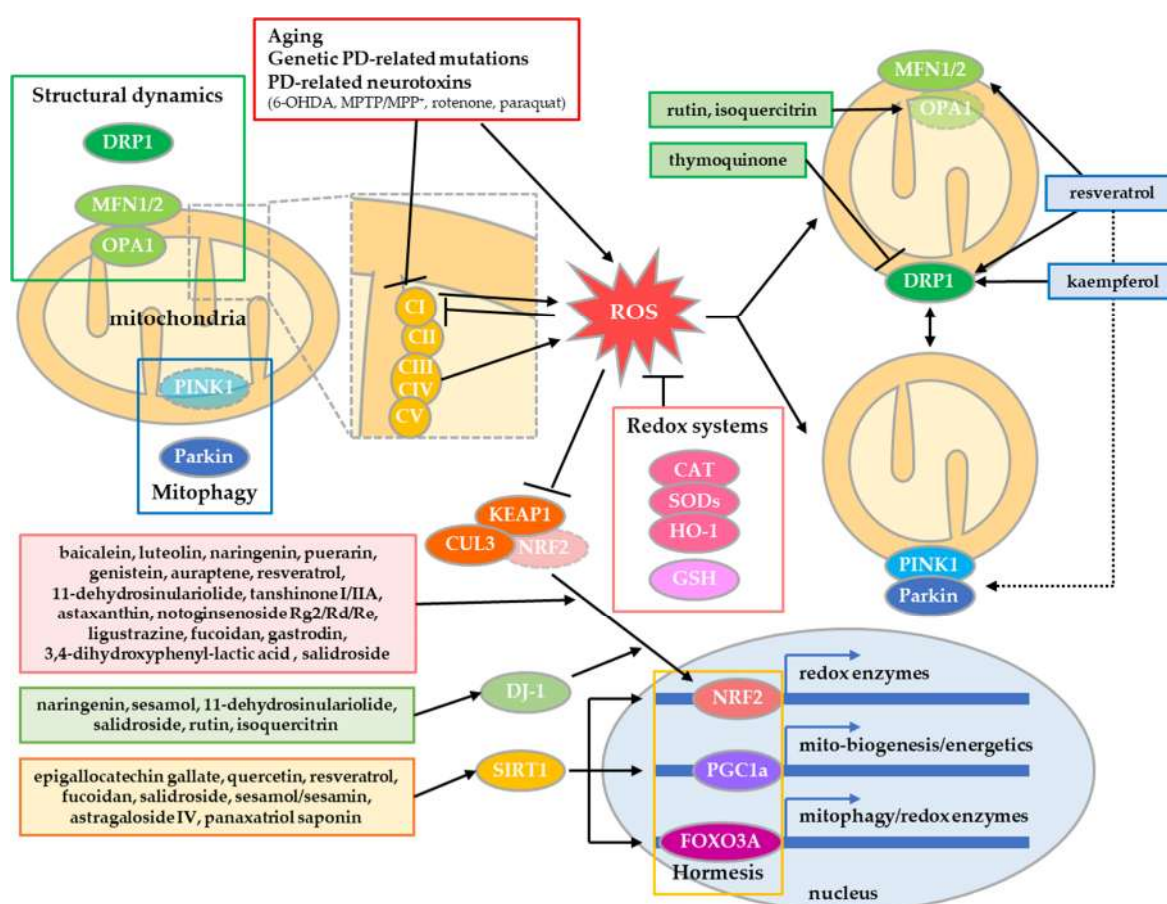 Aging
Genetic PD-related mutations
PD-related neurotoxins
(6-OHDA, MPTP/MPP⁺, rotenone, paraquat)
Structural dynamics
DRP1
MFN1/2
OPA1
mitochondria
PINK1
Parkin
Mitophagy
CI
CII
CIII
CIV
CV
ROS
Redox systems
CAT
SODs
HO-1
GSH
MFN1/2
OPA1
rutin, isoquercitrin
thymoquinone
resveratrol
DRP1
kaempferol
PINK1
Parkin
KEAP1
CUL3
NRF2
baicalein, luteolin, naringenin, puerarin,
genistein, auraptene, resveratrol,
11-dehydrosinulariolide, tanshinone I/IIA,
astaxanthin, notoginsenoside Rg2/Rd/Re,
ligustrazine, fucoidan, gastrodin,
3,4-dihydroxyphenyl-lactic acid , salidroside
naringenin, sesamol, 11-dehydrosinulariolide,
salidroside, rutin, isoquercitrin
DJ-1
epigallocatechin gallate, quercetin, resveratrol,
fucoidan, salidroside, sesamol/sesamin,
astragaloside IV, panaxatriol saponin
SIRT1
redox enzymes
NRF2
mito-biogenesis/energetics
PGC1a
mitophagy/redox enzymes
FOXO3A
Hormesis
nucleus